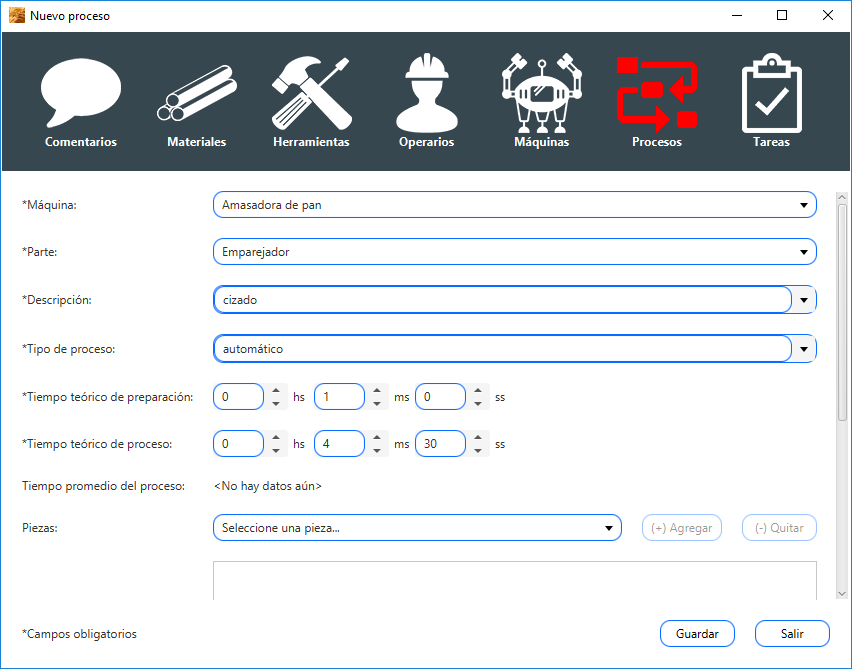 Nuevo proceso
Comentarios Materiales Herramientas Operarios Máquinas Procesos Tareas
*Máquina: Amasadora de pan
*Parte: Emparejador
*Descripción: cizado
*Tipo de proceso: automático
*Tiempo teórico de preparación: 0 hs 1 ms 0 ss
*Tiempo teórico de proceso: 0 hs 4 ms 30 ss
Tiempo promedio del proceso: <No hay datos aún>
Piezas: Seleccione una pieza... (+) Agregar (-) Quitar
*Campos obligatorios Guardar Salir